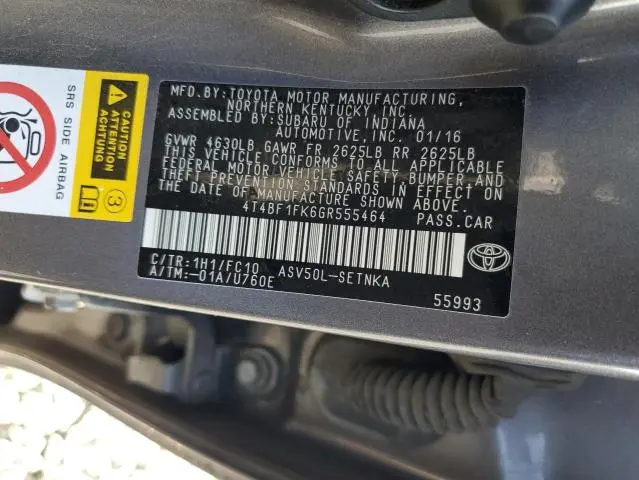 SRS SIDE AIRBAG
CAUTION
ATTENTION
ACHTUNG
3
MFD.BY:TOYOTA MOTOR MANUFACTURING,
NORTHERN KENTUCKY,INC.
ASSEMBLED BY:SUBARU OF INDIANA
AUTOMOTIVE,INC. 01/16
GVWR 4630LB GAWR FR 2625LB RR 2625LB
THIS VEHICLE CONFORMS TO ALL APPLICABLE
FEDERAL MOTOR VEHICLE SAFETY BUMPER AND
THEFT PREVENTION STANDARDS IN EFFECT ON
THE DATE OF MANUFACTURE SHOWN ABOVE.
4T4BF1FK6GR555464 PASS.CAR
C/TR:1H1/FC10 ASV50L-SETNKA
A/TM:-01A/U760E
55993